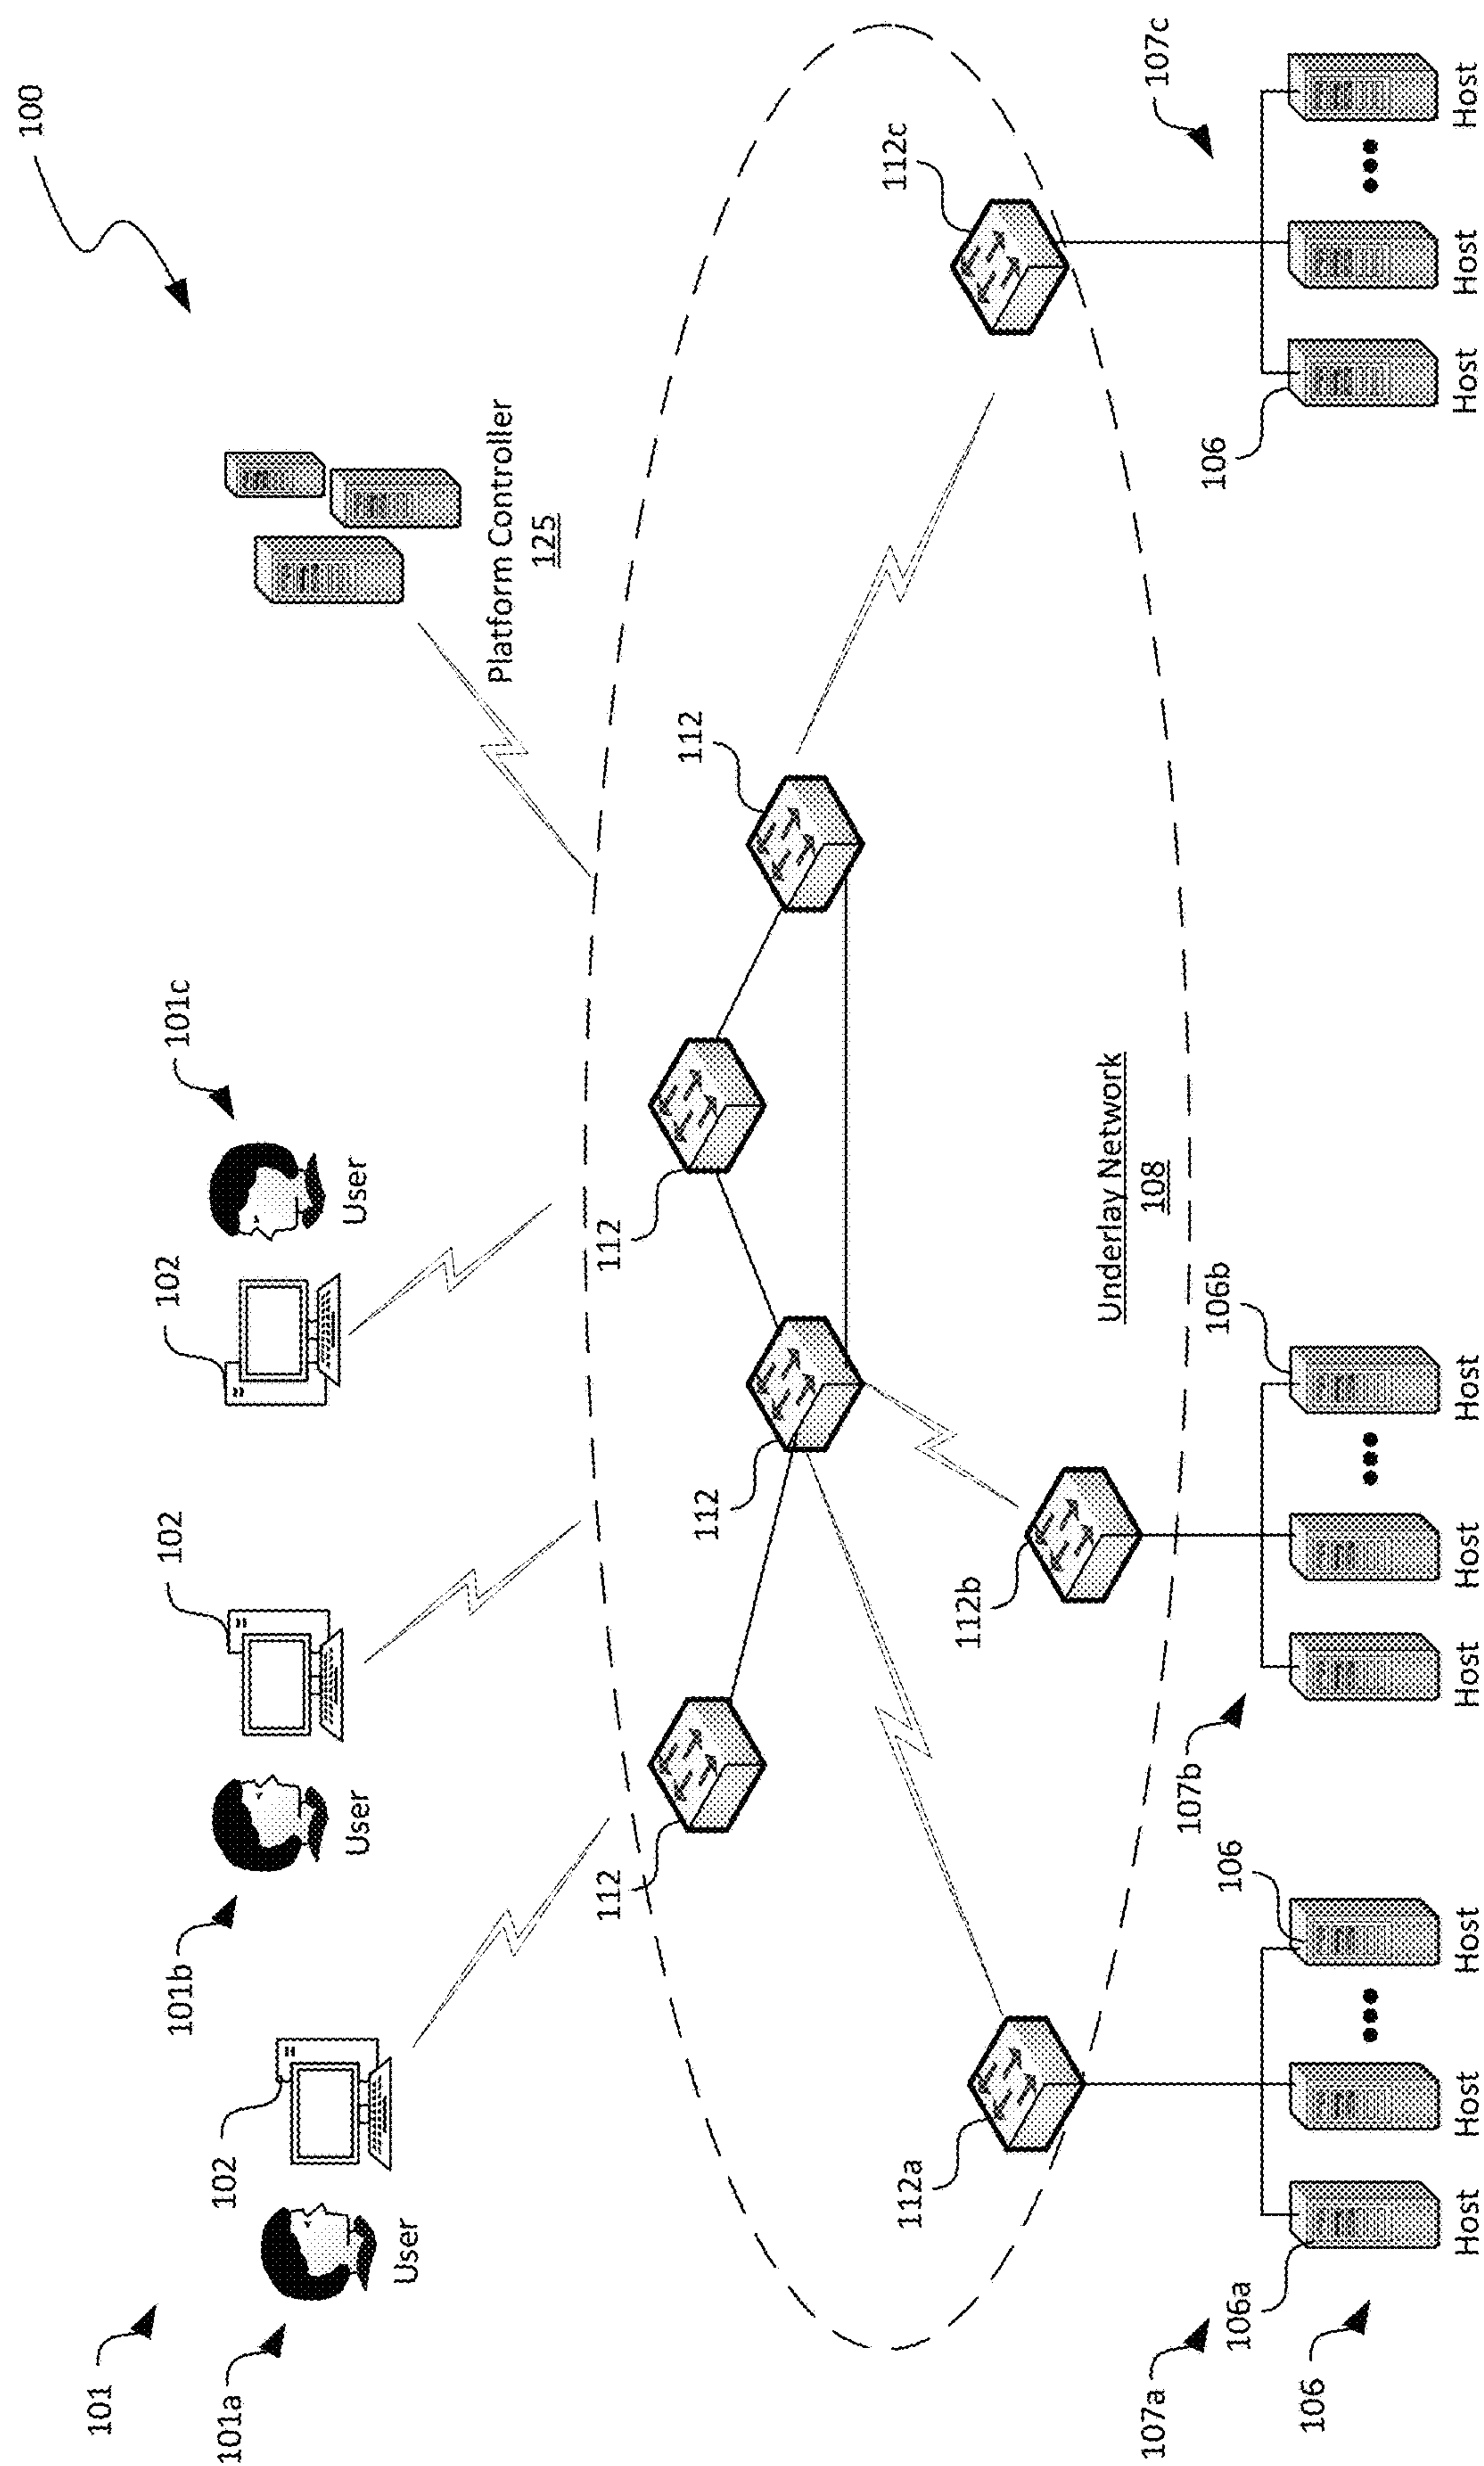 100
101
101a
User
102
101b
User
102
102
101c
User
Platform Controller
125
112
112
112
112
112a
112b
112c
Underlay Network
108
107a
106a
106
106
Host
Host
Host
107b
106b
Host
Host
Host
107c
106
Host
Host
Host